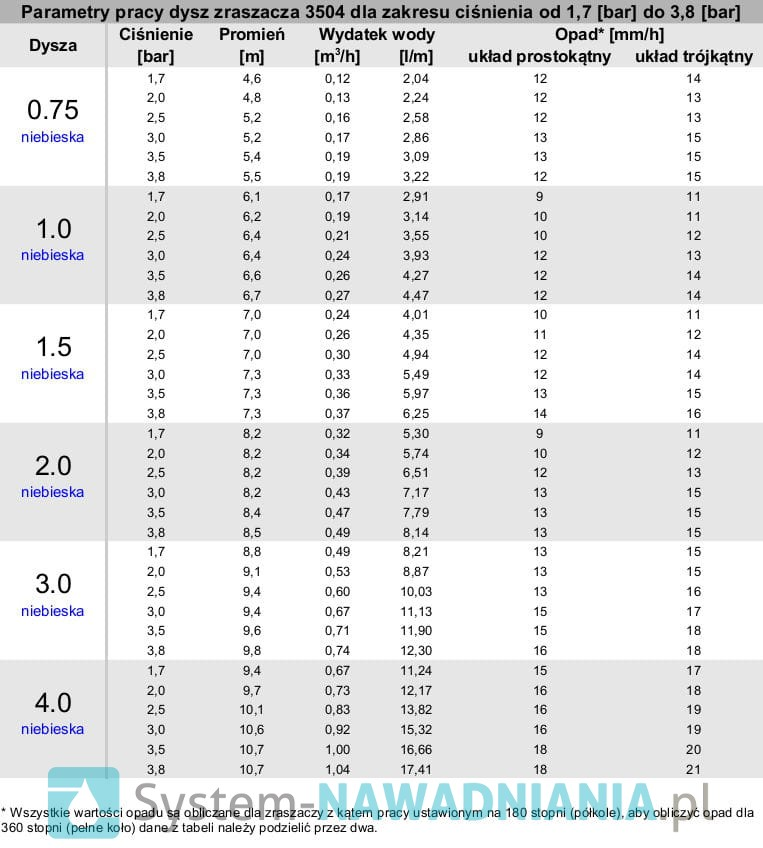 Parametry pracy dysz zraszacza 3504 dla zakresu ciśnienia od 1,7 [bar] do 3,8 [bar]
Dysza Ciśnienie Promień Wydatek wody Opad* [mm/h]
[bar] [m] [m³/h] [l/m] układ prostokątny układ trójkątny
0.75
niebieska
1,7 4,6 0,12 2,04 12 14
2,0 4,8 0,13 2,24 12 13
2,5 5,2 0,16 2,58 12 13
3,0 5,2 0,17 2,86 13 15
3,5 5,4 0,19 3,09 13 15
3,8 5,5 0,19 3,22 12 15
1.0
niebieska
1,7 6,1 0,17 2,91 9 11
2,0 6,2 0,19 3,14 10 11
2,5 6,4 0,21 3,55 10 12
3,0 6,4 0,24 3,93 12 13
3,5 6,6 0,26 4,27 12 14
3,8 6,7 0,27 4,47 12 14
1.5
niebieska
1,7 7,0 0,24 4,01 10 11
2,0 7,0 0,26 4,35 11 12
2,5 7,0 0,30 4,94 12 14
3,0 7,3 0,33 5,49 12 14
3,5 7,3 0,36 5,97 13 15
3,8 7,3 0,37 6,25 14 16
2.0
niebieska
1,7 8,2 0,32 5,30 9 11
2,0 8,2 0,34 5,74 10 12
2,5 8,2 0,39 6,51 12 13
3,0 8,2 0,43 7,17 13 15
3,5 8,4 0,47 7,79 13 15
3,8 8,5 0,49 8,14 13 15
3.0
niebieska
1,7 8,8 0,49 8,21 13 15
2,0 9,1 0,53 8,87 13 15
2,5 9,4 0,60 10,03 13 16
3,0 9,4 0,67 11,13 15 17
3,5 9,6 0,71 11,90 15 18
3,8 9,8 0,74 12,30 16 18
4.0
niebieska
1,7 9,4 0,67 11,24 15 17
2,0 9,7 0,73 12,17 16 18
2,5 10,1 0,83 13,82 16 19
3,0 10,6 0,92 15,32 16 19
3,5 10,7 1,00 16,66 18 20
3,8 10,7 1,04 17,41 18 21
System-NAWADNIANIA.pl
* Wszystkie wartości opadu są obliczane dla zraszaczy z kątem pracy ustawionym na 180 stopni (półkole), aby obliczyć opad dla
360 stopni (pełne koło) dane z tabeli należy podzielić przez dwa.